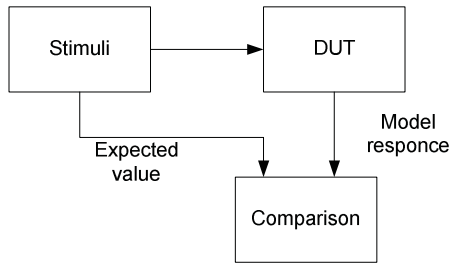 Stimuli
DUT
Expected
value
Model
responce
Comparison